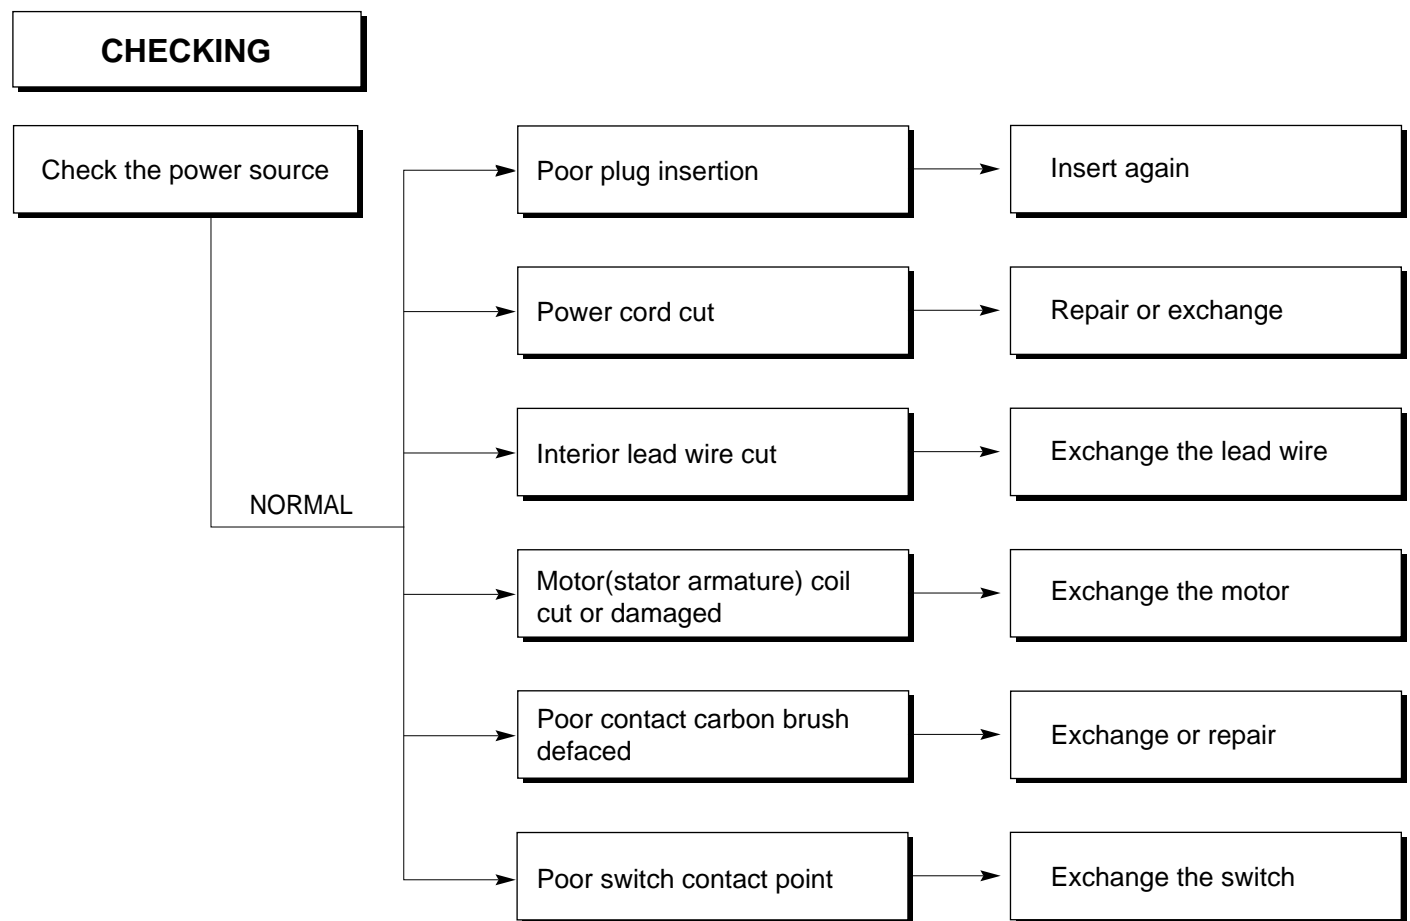 CHECKING
Check the power source
NORMAL
Poor plug insertion
Insert again
Power cord cut
Repair or exchange
Interior lead wire cut
Exchange the lead wire
Motor(stator armature) coil
cut or damaged
Exchange the motor
Poor contact carbon brush
defaced
Exchange or repair
Poor switch contact point
Exchange the switch